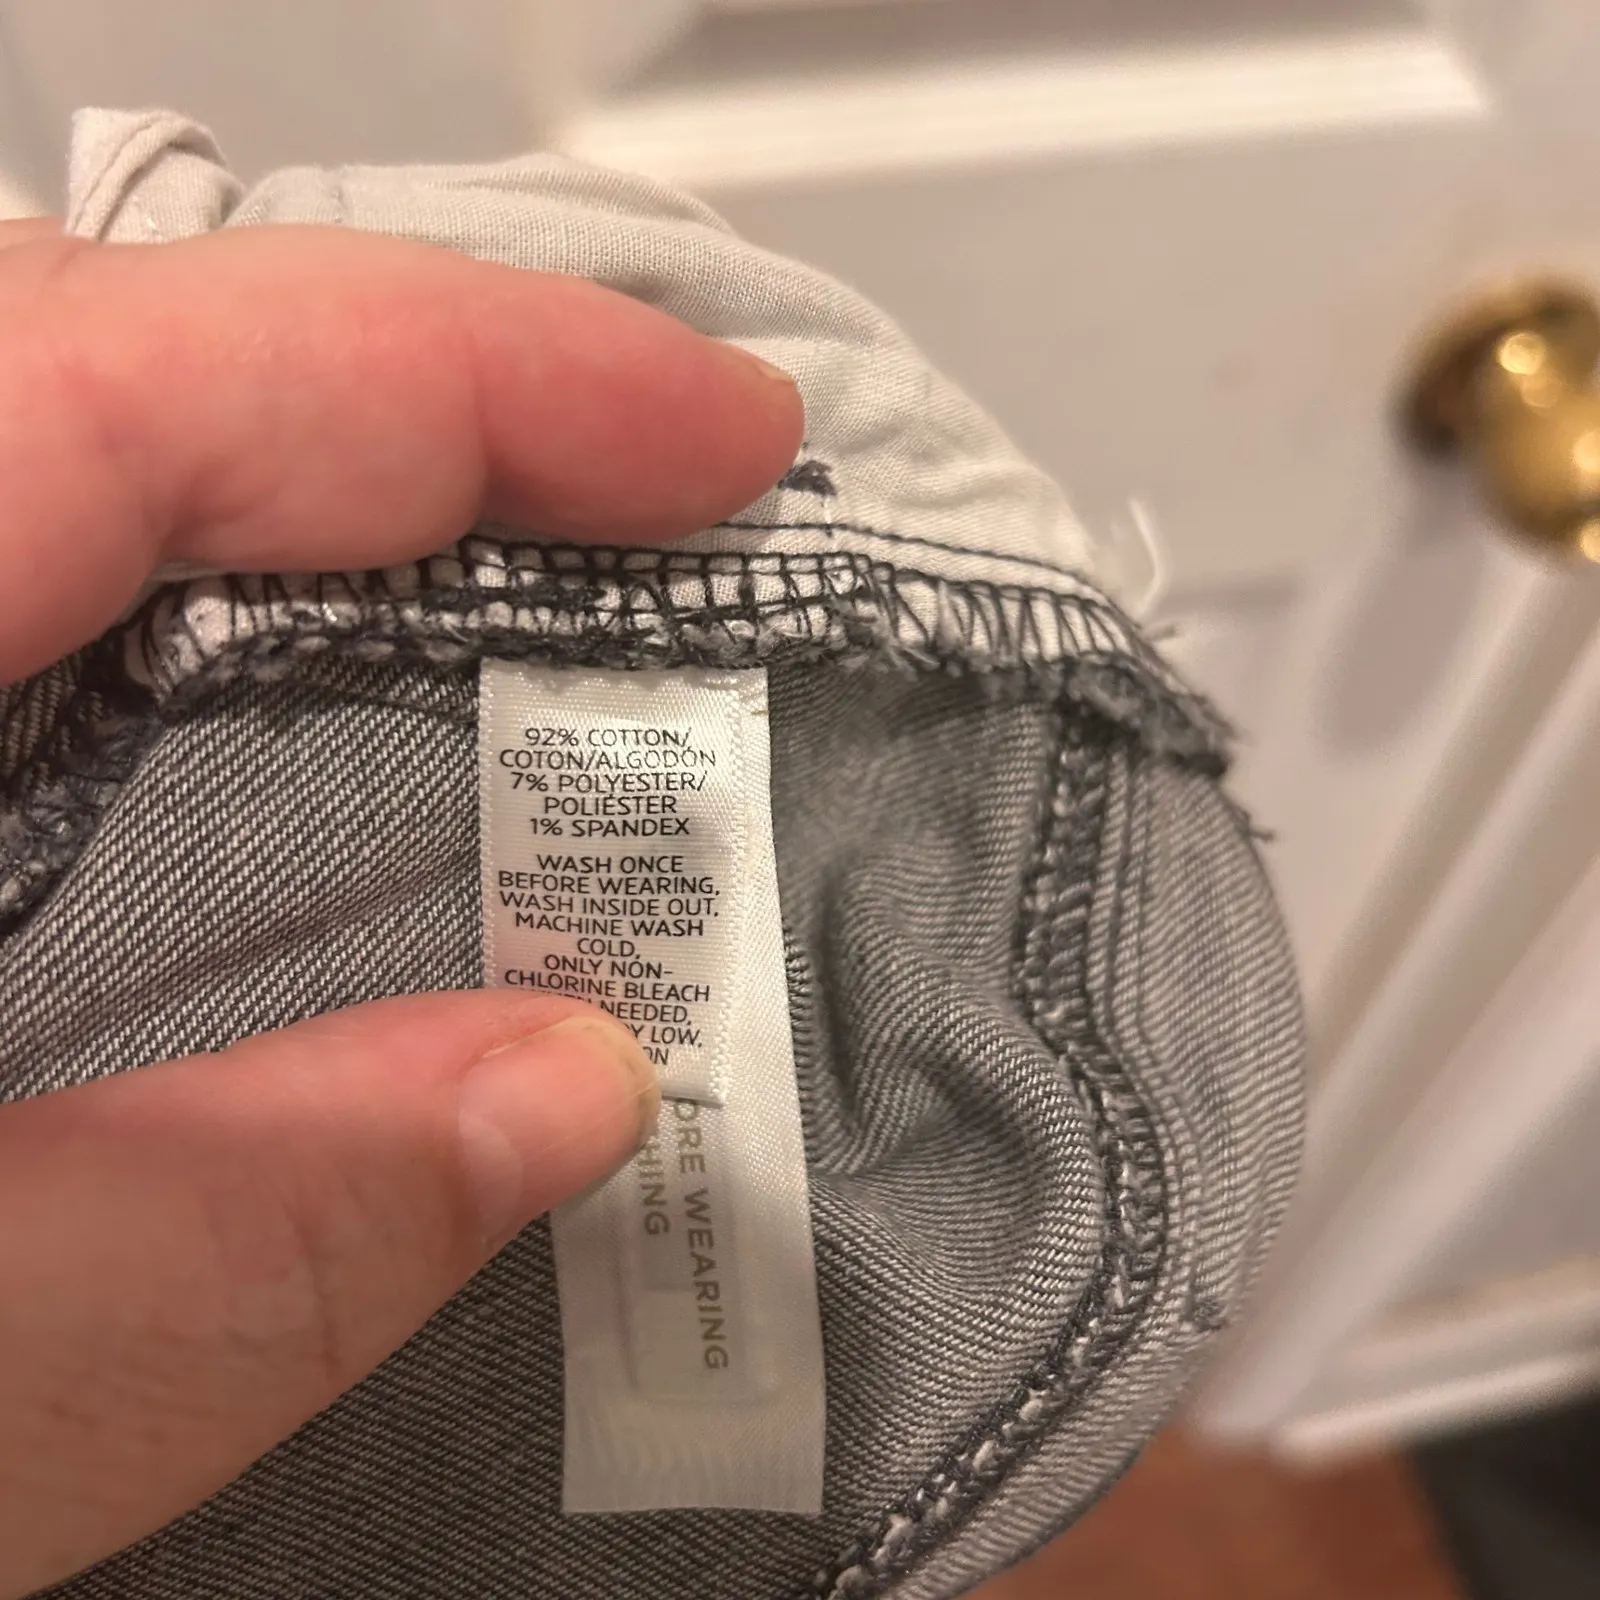 92% COTTON/
COTON/ALGODÓN
7% POLYESTER/
POLIÉSTER
1% SPANDEX
WASH ONCE
BEFORE WEARING,
WASH INSIDE OUT,
MACHINE WASH
COLD,
ONLY NON-
CHLORINE BLEACH
NEEDED,
LOW,
WEARING